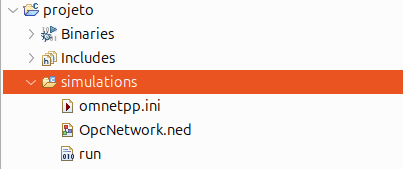 projeto
Binaries
Includes
simulations
omnetpp.ini
OpcNetwork.ned
run